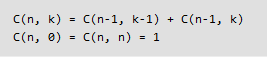 C(n, k) = C(n-1, k-1) + C(n-1, k)
C(n, 0) = C(n, n) = 1